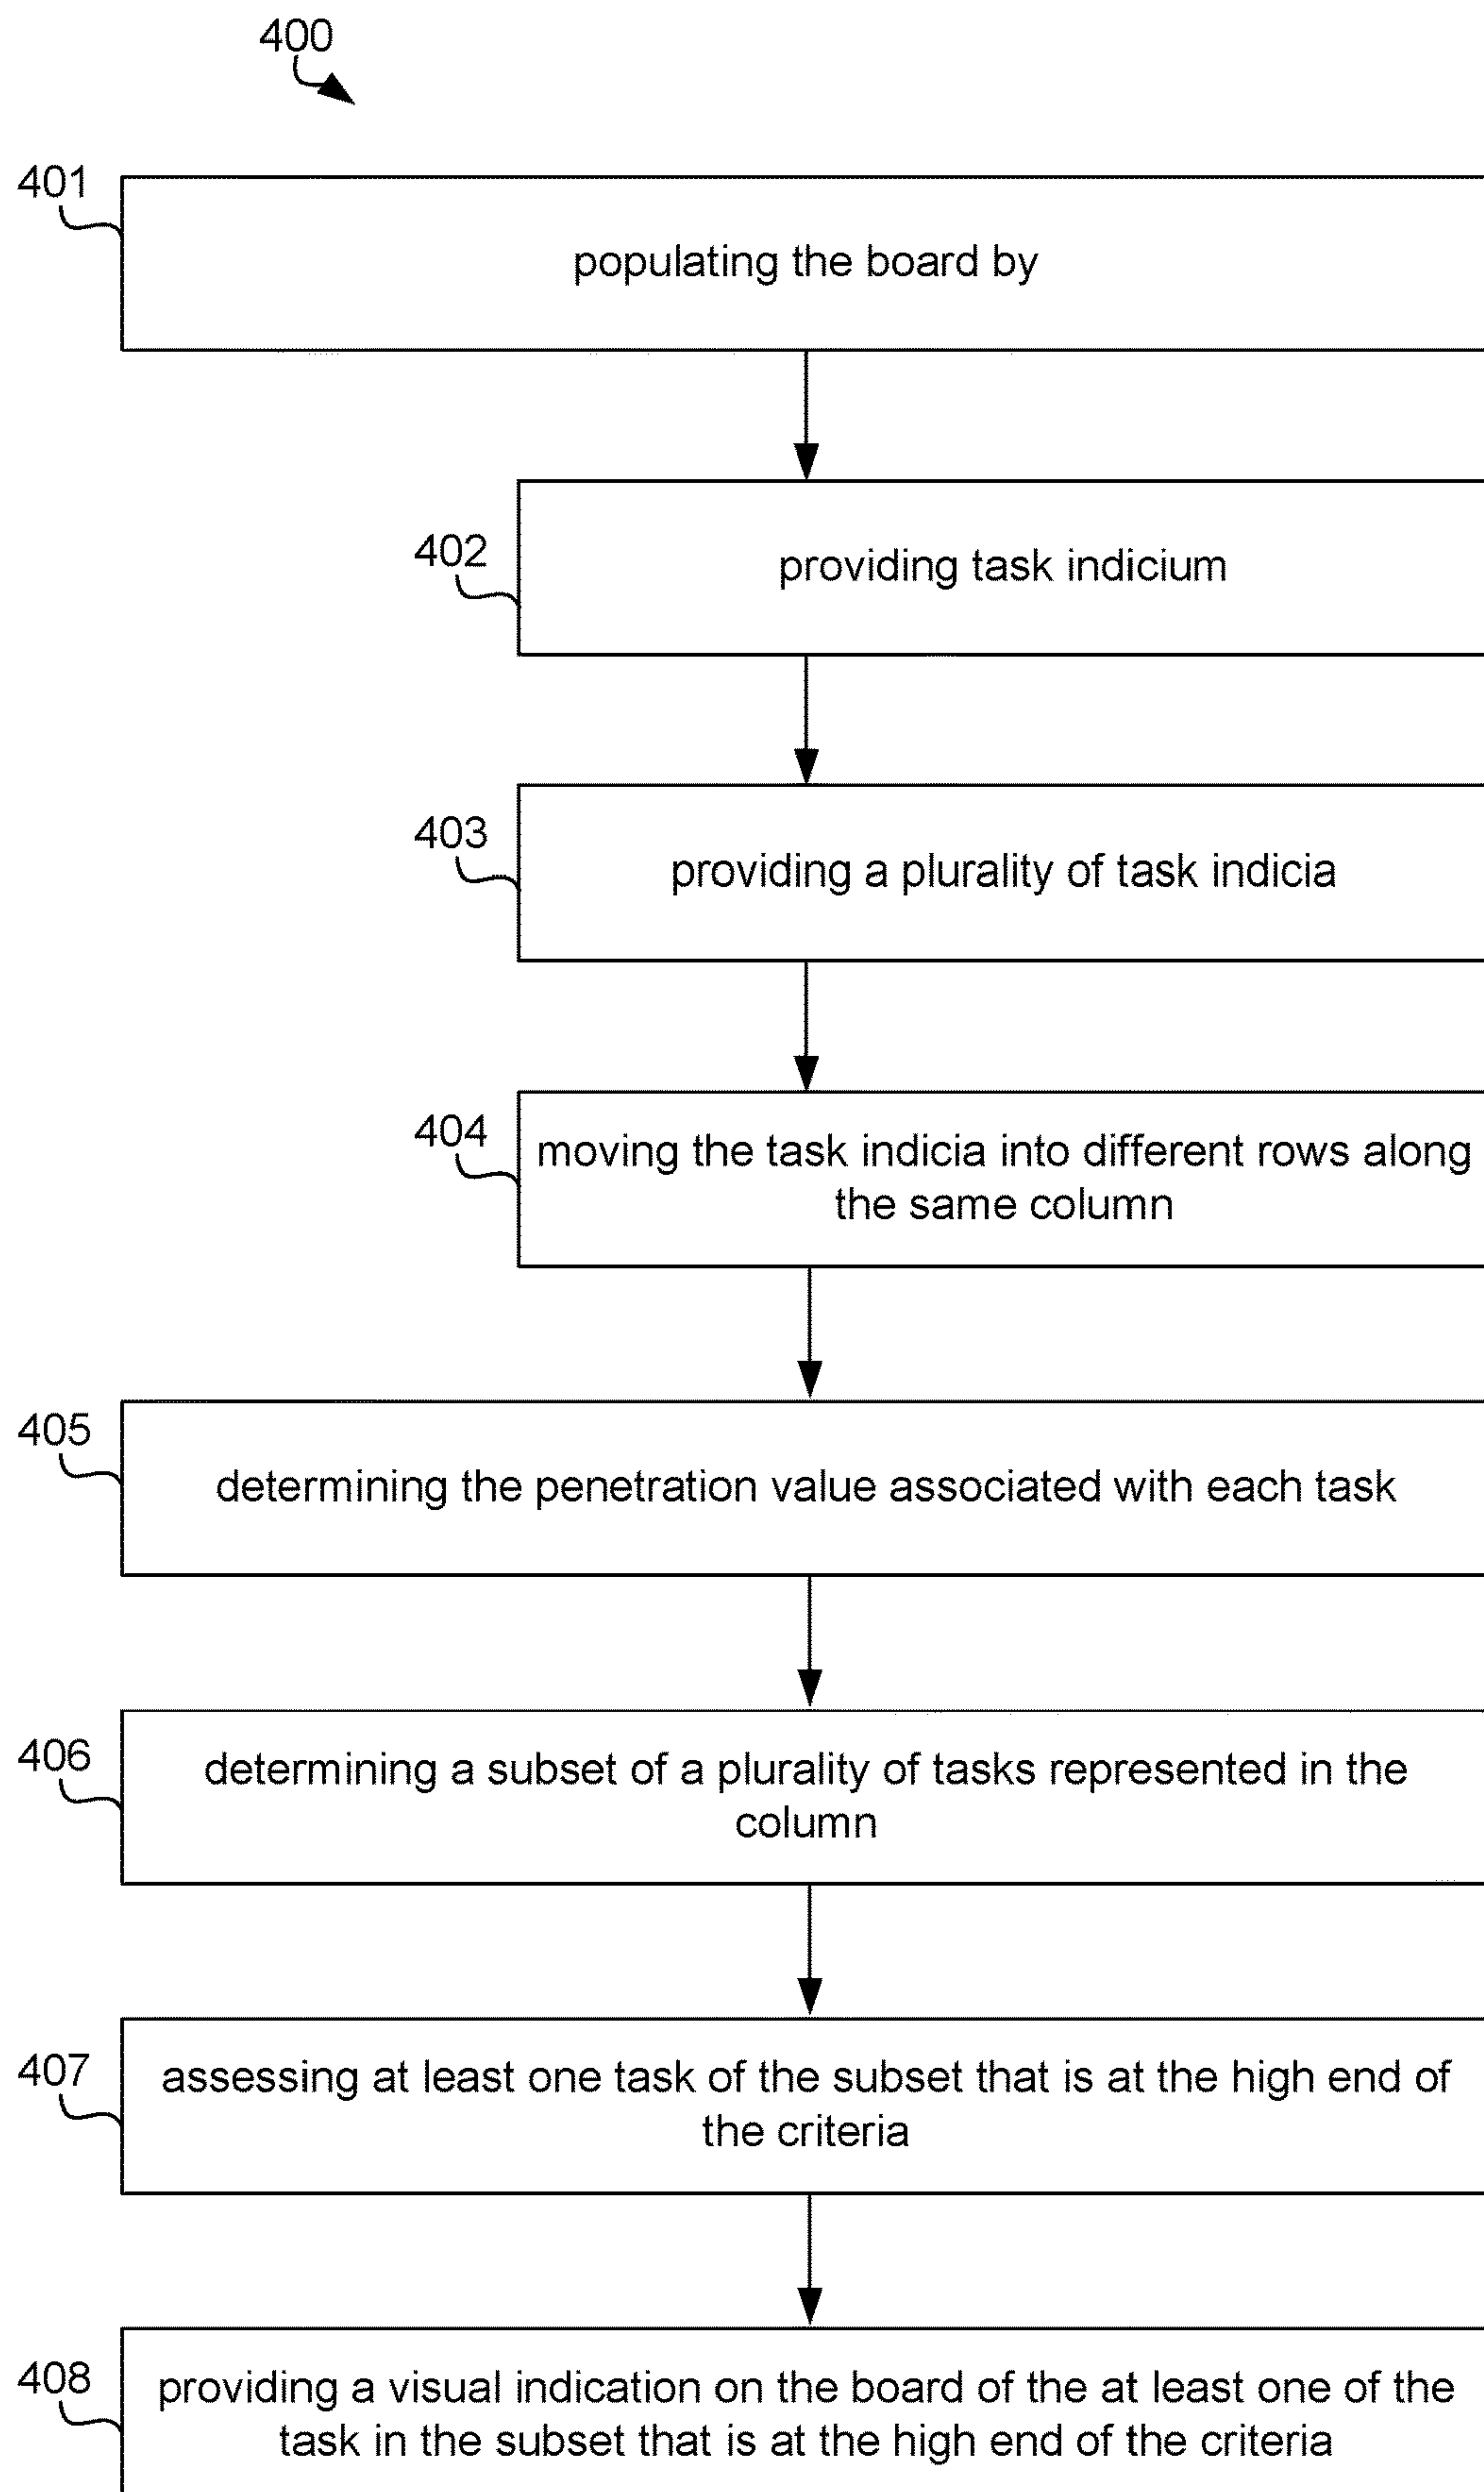 400
401
populating the board by
402
providing task indicium
403
providing a plurality of task indicia
404
moving the task indicia into different rows along
the same column
405
determining the penetration value associated with each task
406
determining a subset of a plurality of tasks represented in the
column
407
assessing at least one task of the subset that is at the high end of
the criteria
408
providing a visual indication on the board of the at least one of the
task in the subset that is at the high end of the criteria